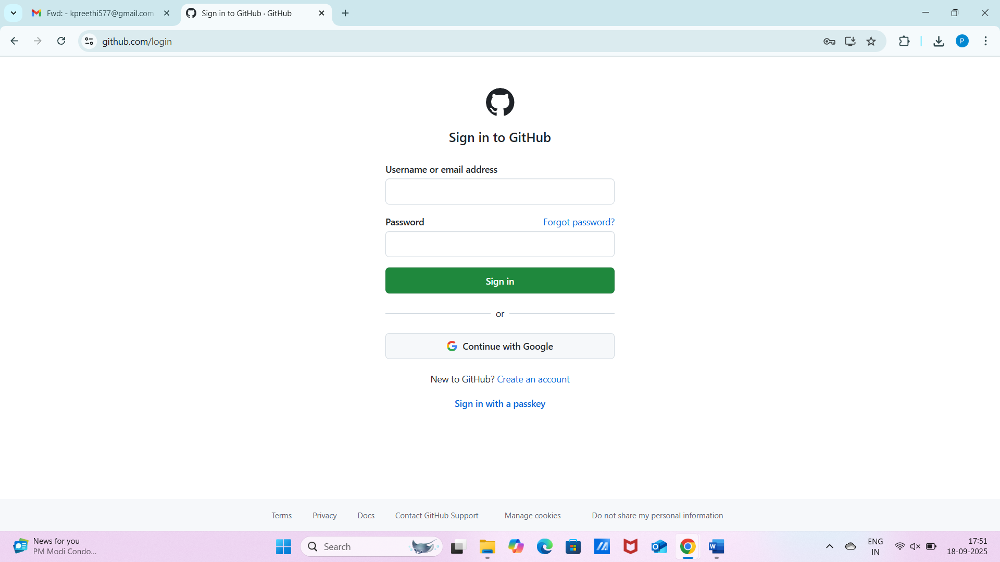 Fwd: - kpreethi577@gmail.com
Sign in to GitHub · GitHub
github.com/login
P
Sign in to GitHub
Username or email address
Password
Forgot password?
Sign in
or
Continue with Google
New to GitHub? Create an account
Sign in with a passkey
Terms
Privacy
Docs
Contact GitHub Support
Manage cookies
Do not share my personal information
News for you
PM Modi Condo...
Search
ENG
IN
17:51
18-09-2025